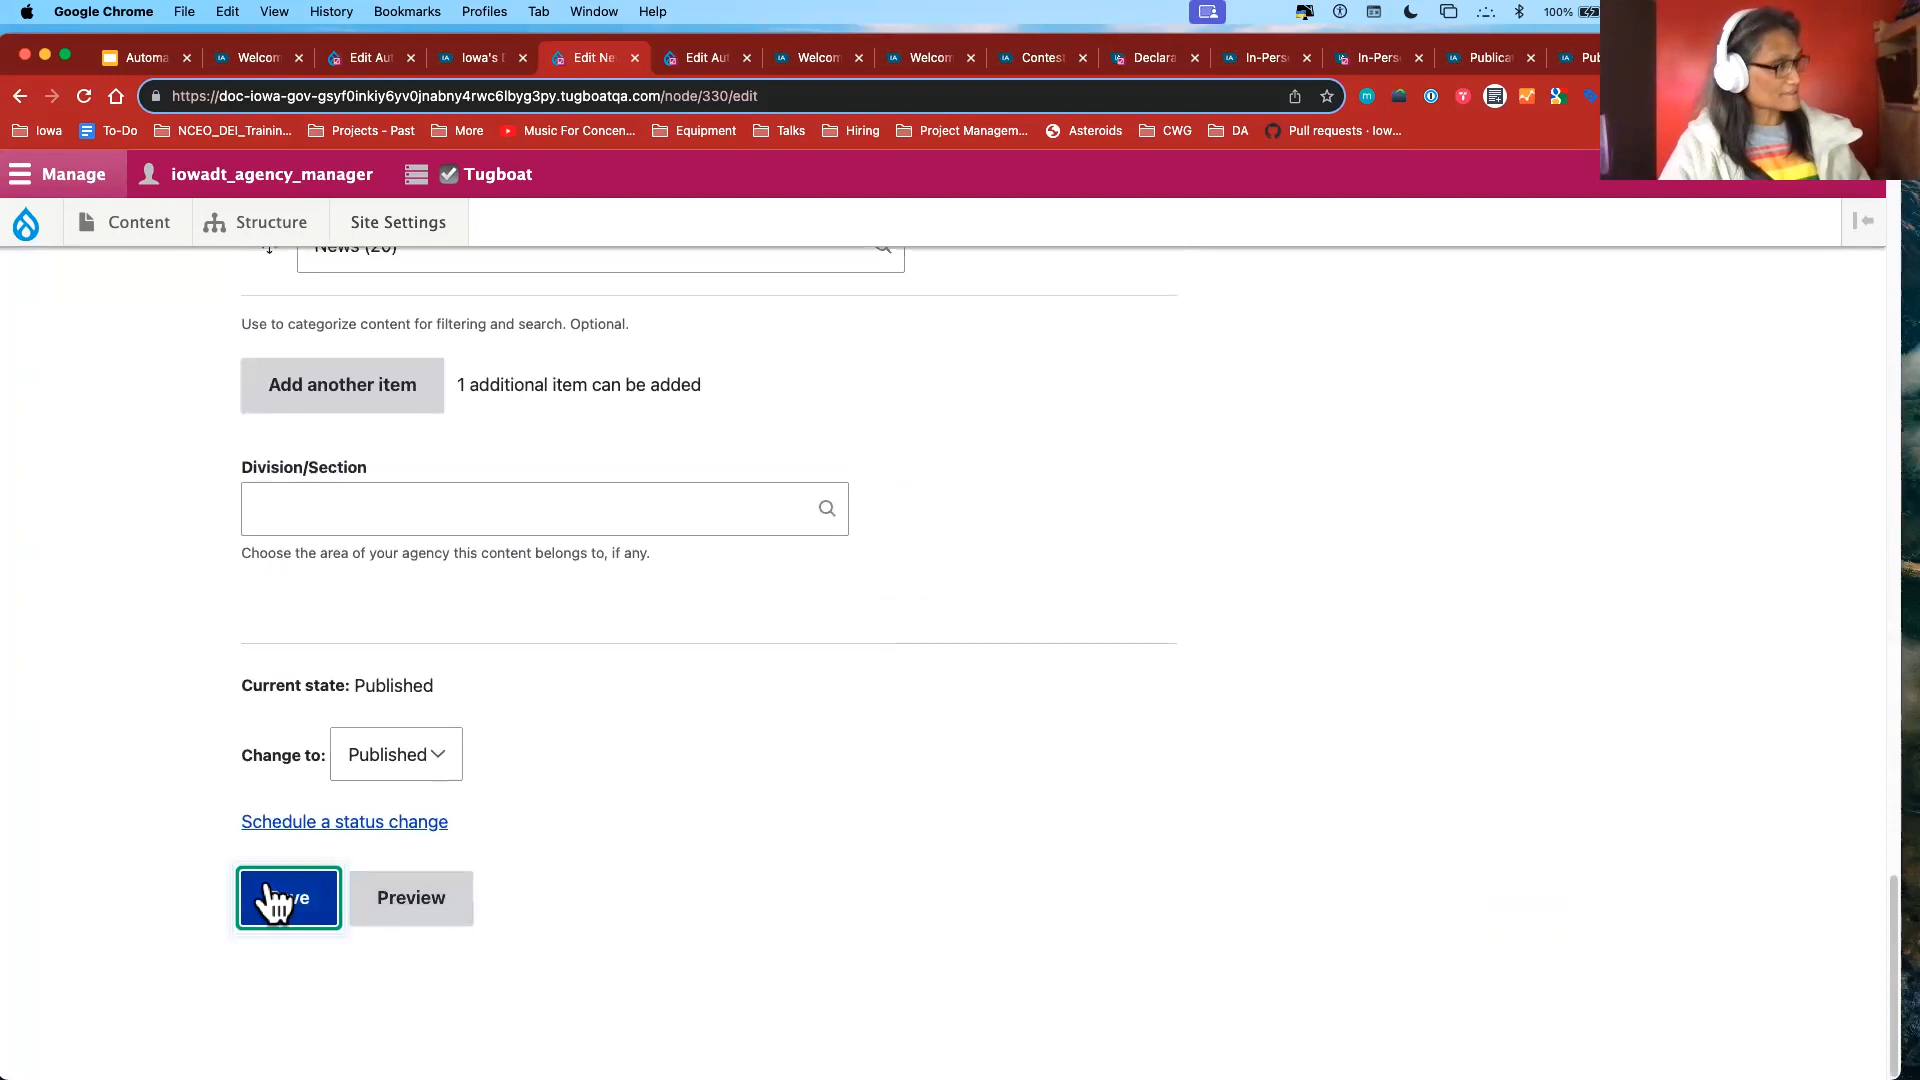 Google Chrome File Edit View History Bookmarks Profiles Tab Window Help 100%
Automa Welcom Edit Aut Iowa's D Edit Ne Edit Aut Welcom Welcom Contest Declara In-Pers In-Pers Publica Pub
https://doc-iowa-gov-gsyf0inkiy6yv0jnabny4rwc6lbyg3py.tugboatqa.com/node/330/edit
Iowa To-Do NCEO_DEI_Trainin... Projects - Past More Music For Concen... Equipment Talks Hiring Project Managem... Asteroids CWG DA Pull requests · Iow...
Manage iowadt_agency_manager Tugboat
Content Structure Site Settings
News (20)
Use to categorize content for filtering and search. Optional.
Add another item 1 additional item can be added
Division/Section
Choose the area of your agency this content belongs to, if any.
Current state: Published
Change to: Published
Schedule a status change
Preview